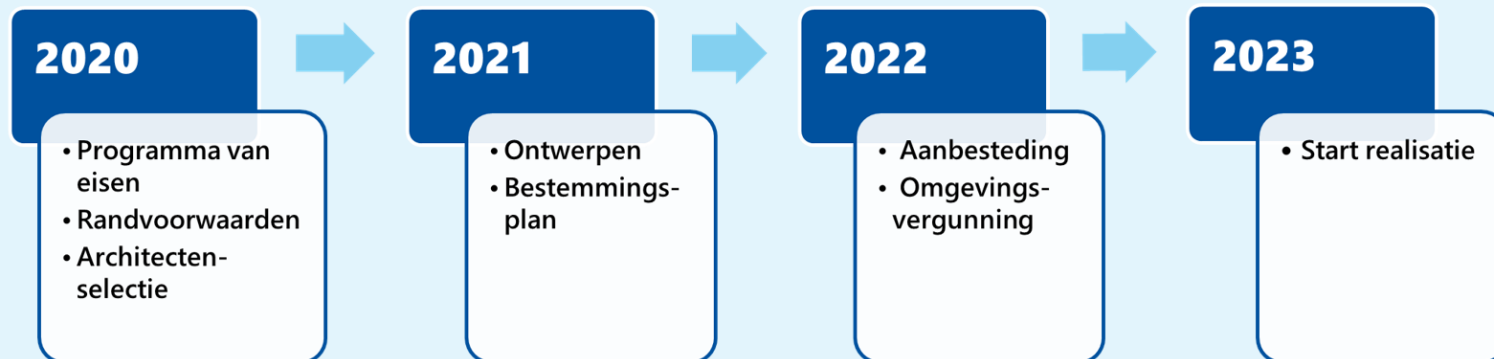 2020
• Programma van
eisen
• Randvoorwaarden
• Architecten-
selectie
2021
• Ontwerpen
• Bestemmings-
plan
2022
• Aanbesteding
• Omgevings-
vergunning
2023
• Start realisatie